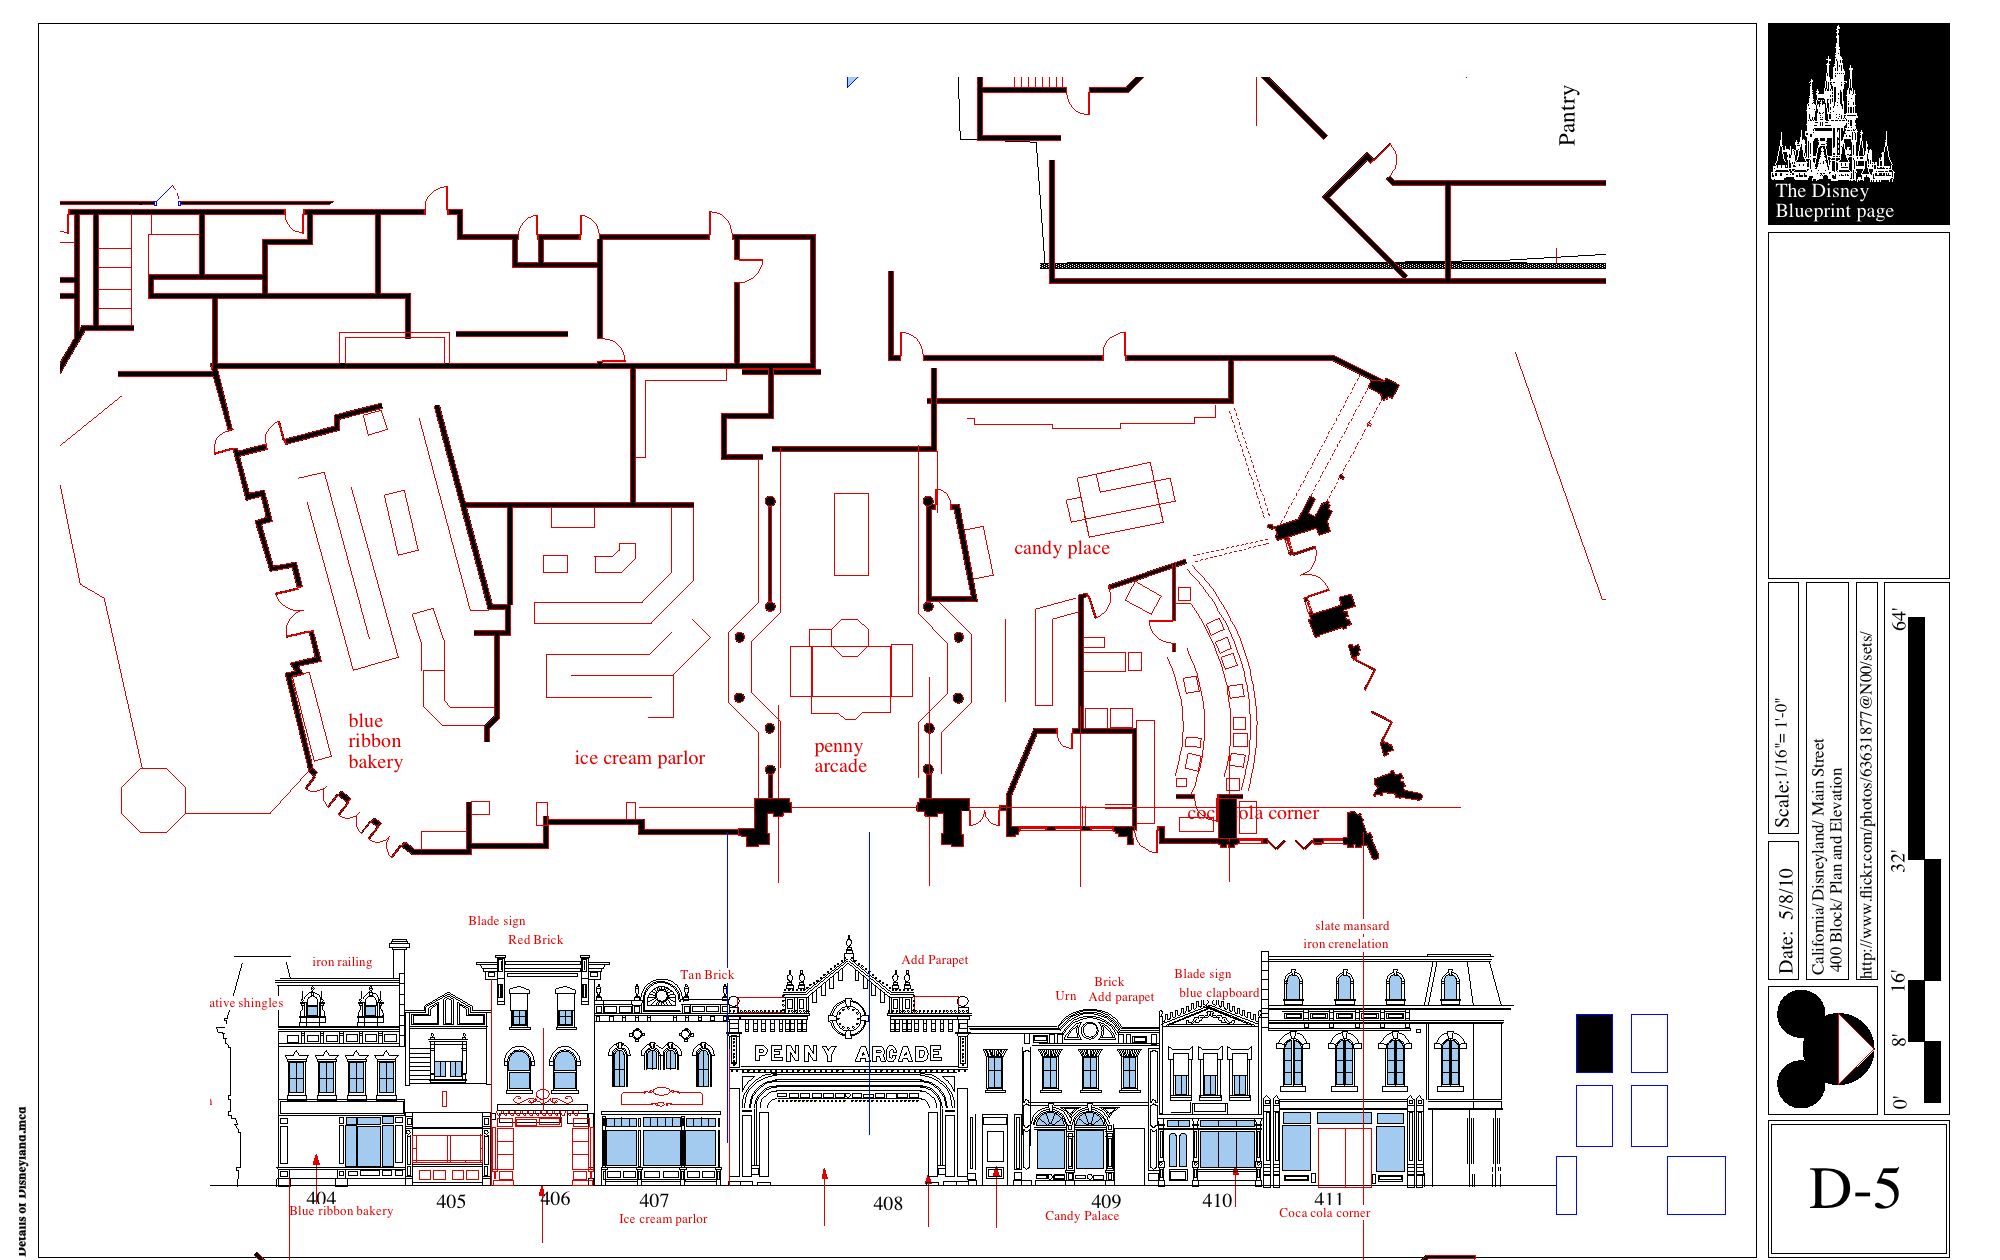 Pantry
candy place
blue
ribbon
bakery
ice cream parlor
penny
arcade
coca cola corner
Blade sign
Red Brick
iron railing
ative shingles
Tan Brick
Add Parapet
Brick
Urn Add parapet
Blade sign
blue clapboard
slate mansard
iron crenelation
PENNY ARCADE
404
405
406
407
408
409
410
411
Blue ribbon bakery
Ice cream parlor
Candy Palace
Coca cola corner
The Disney
Blueprint page
Scale:1/16"= 1'-0"
Date: 5/8/10
California/ Disneyland/ Main Street
400 Block/ Plan and Elevation
http://www.flickr.com/photos/63631877@N00/sets/
64'
32'
16'
8'
0'
D-5
Details of Disneyland.mcd